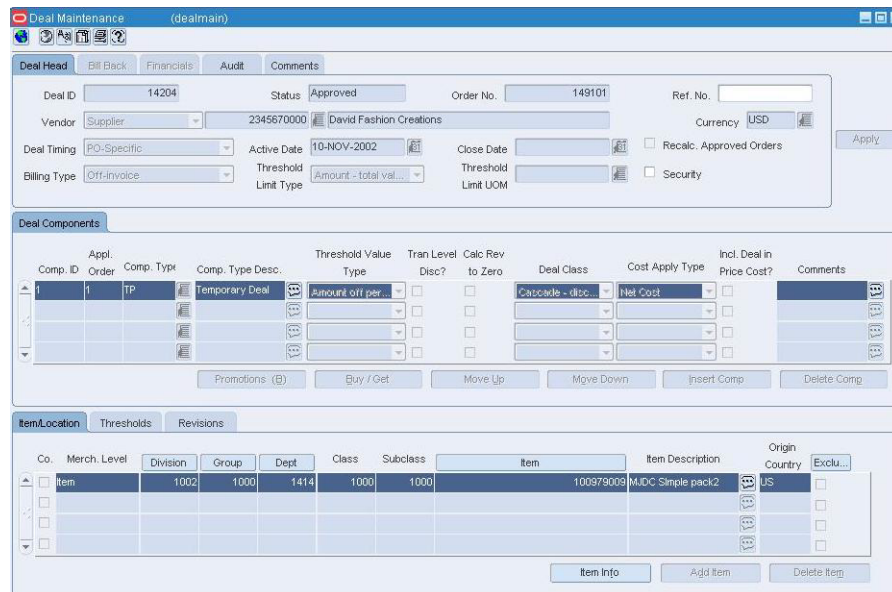 Deal Maintenance (dealmain)
Deal Head Bill Back Financials Audit Comments
Deal ID 14204 Status Approved Order No. 149101 Ref. No.
Vendor Supplier 2345670000 David Fashion Creations Currency USD
Apply
Deal Timing PO-Specific Active Date 10-NOV-2002 Close Date Recalc. Approved Orders
Billing Type Off-invoice Threshold Limit Type Amount - total val... Threshold Limit UOM Security
Deal Components
Comp. ID Appl. Order Comp. Type Comp. Type Desc. Threshold Value Type Tran Level Disc? Calc Rev to Zero Deal Class Cost Apply Type Incl. Deal in Price Cost? Comments
1 1 TP Temporary Deal Amount off per... Cascade - disc... Net Cost
Promotions (B) Buy / Get Move Up Move Down Insert Comp Delete Comp
Item/Location Thresholds Revisions
Co. Merch. Level Division Group Dept Class Subclass Item Item Description Origin Country Exclu...
Item 1002 1000 1414 1000 1000 100979009 MJDC Simple pack2 US
Item Info Add Item Delete Item